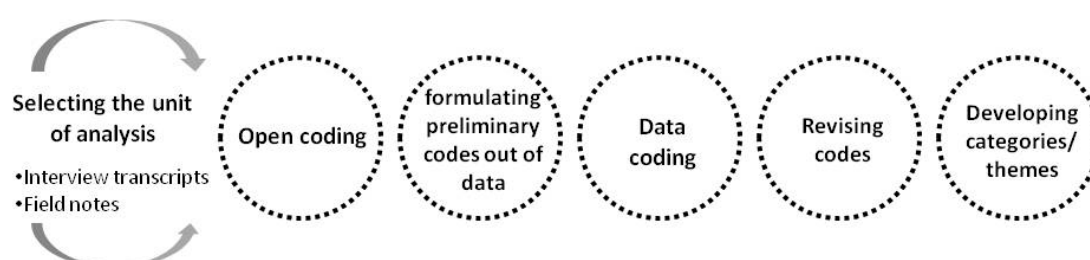 Selecting the unit
of analysis
•Interview transcripts
•Field notes
Open coding
formulating
preliminary
codes out of
data
Data
coding
Revising
codes
Developing
categories/
themes